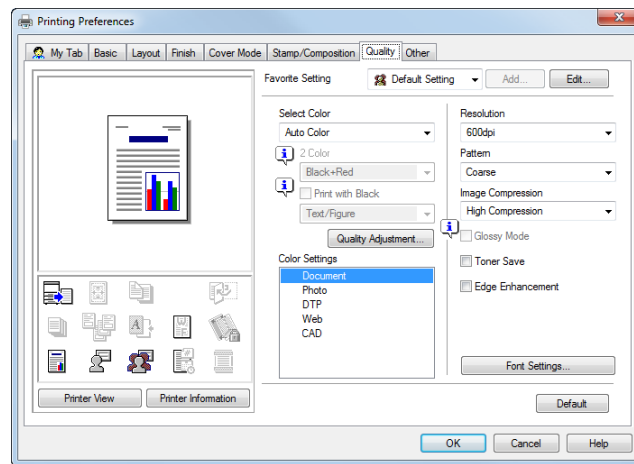 Printing Preferences
My Tab Basic Layout Finish Cover Mode Stamp/Composition Quality Other
Favorite Setting Default Setting Add... Edit...
Select Color
Auto Color
2 Color
Black+Red
Print with Black
Text/Figure
Quality Adjustment...
Color Settings
Document
Photo
DTP
Web
CAD
Resolution
600dpi
Pattern
Coarse
Image Compression
High Compression
Glossy Mode
Toner Save
Edge Enhancement
Font Settings...
Printer View Printer Information
Default
OK Cancel Help